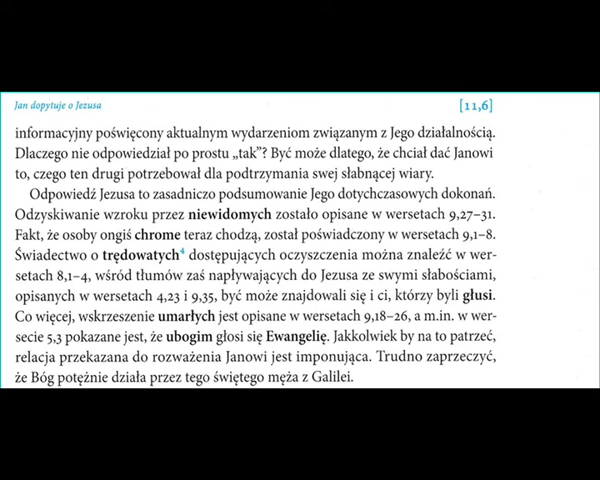 Jan dopytuje o Jezusa [11,6]
informacyjny poświęcony aktualnym wydarzeniom związanym z Jego działalnością.
Dlaczego nie odpowiedział po prostu „tak”? Być może dlatego, że chciał dać Janowi
to, czego ten drugi potrzebował dla podtrzymania swej słabnącej wiary.
Odpowiedź Jezusa to zasadniczo podsumowanie Jego dotychczasowych dokonań.
Odzyskiwanie wzroku przez niewidomych zostało opisane w wersetach 9,27–31.
Fakt, że osoby ongiś chrome teraz chodzą, został poświadczony w wersetach 9,1–8.
Świadectwo o trędowatych⁴ dostępujących oczyszczenia można znaleźć w wer-
setach 8,1–4, wśród tłumów zaś napływających do Jezusa ze swymi słabościami,
opisanych w wersetach 4,23 i 9,35, być może znajdowali się i ci, którzy byli głusi.
Co więcej, wskrzeszenie umarłych jest opisane w wersetach 9,18–26, a m.in. w wer-
secie 5,3 pokazane jest, że ubogim głosi się Ewangelię. Jakkolwiek by na to patrzeć,
relacja przekazana do rozważenia Janowi jest imponująca. Trudno zaprzeczyć,
że Bóg potężnie działa przez tego świętego męża z Galilei.